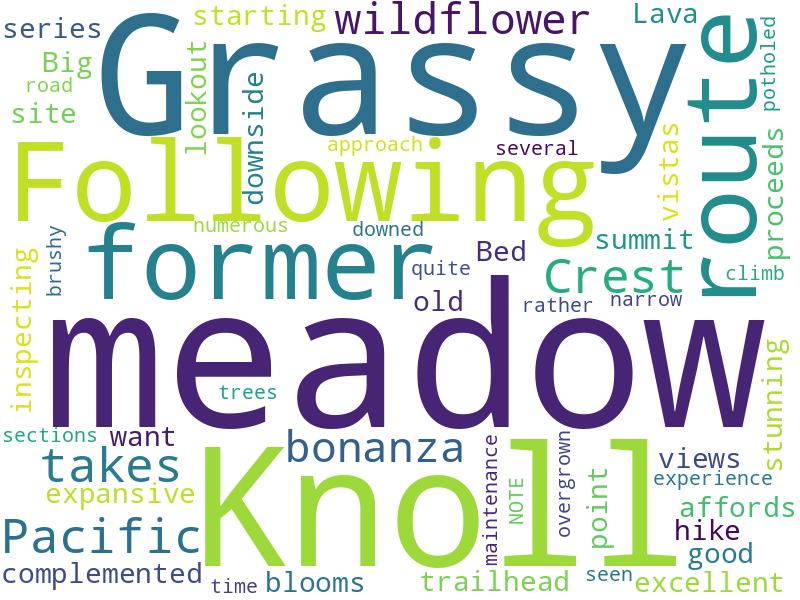 series
starting
wildflower
Lava
Grassy
Big
road
site
lookout
downside
route
potholed
Following
approach
several
vistas
proceeds
numerous
downed
brushy
former
quite
Bed
summit
Crest
climb
inspecting
old
rather
narrow
meadow
trees
stunning
sections
want
bonanza
takes
Knoll
maintenance
overgrown
views
experience
expansive
NOTE
point
affords
Pacific
hike
good
complemented
time
blooms
trailhead
seen
excellent